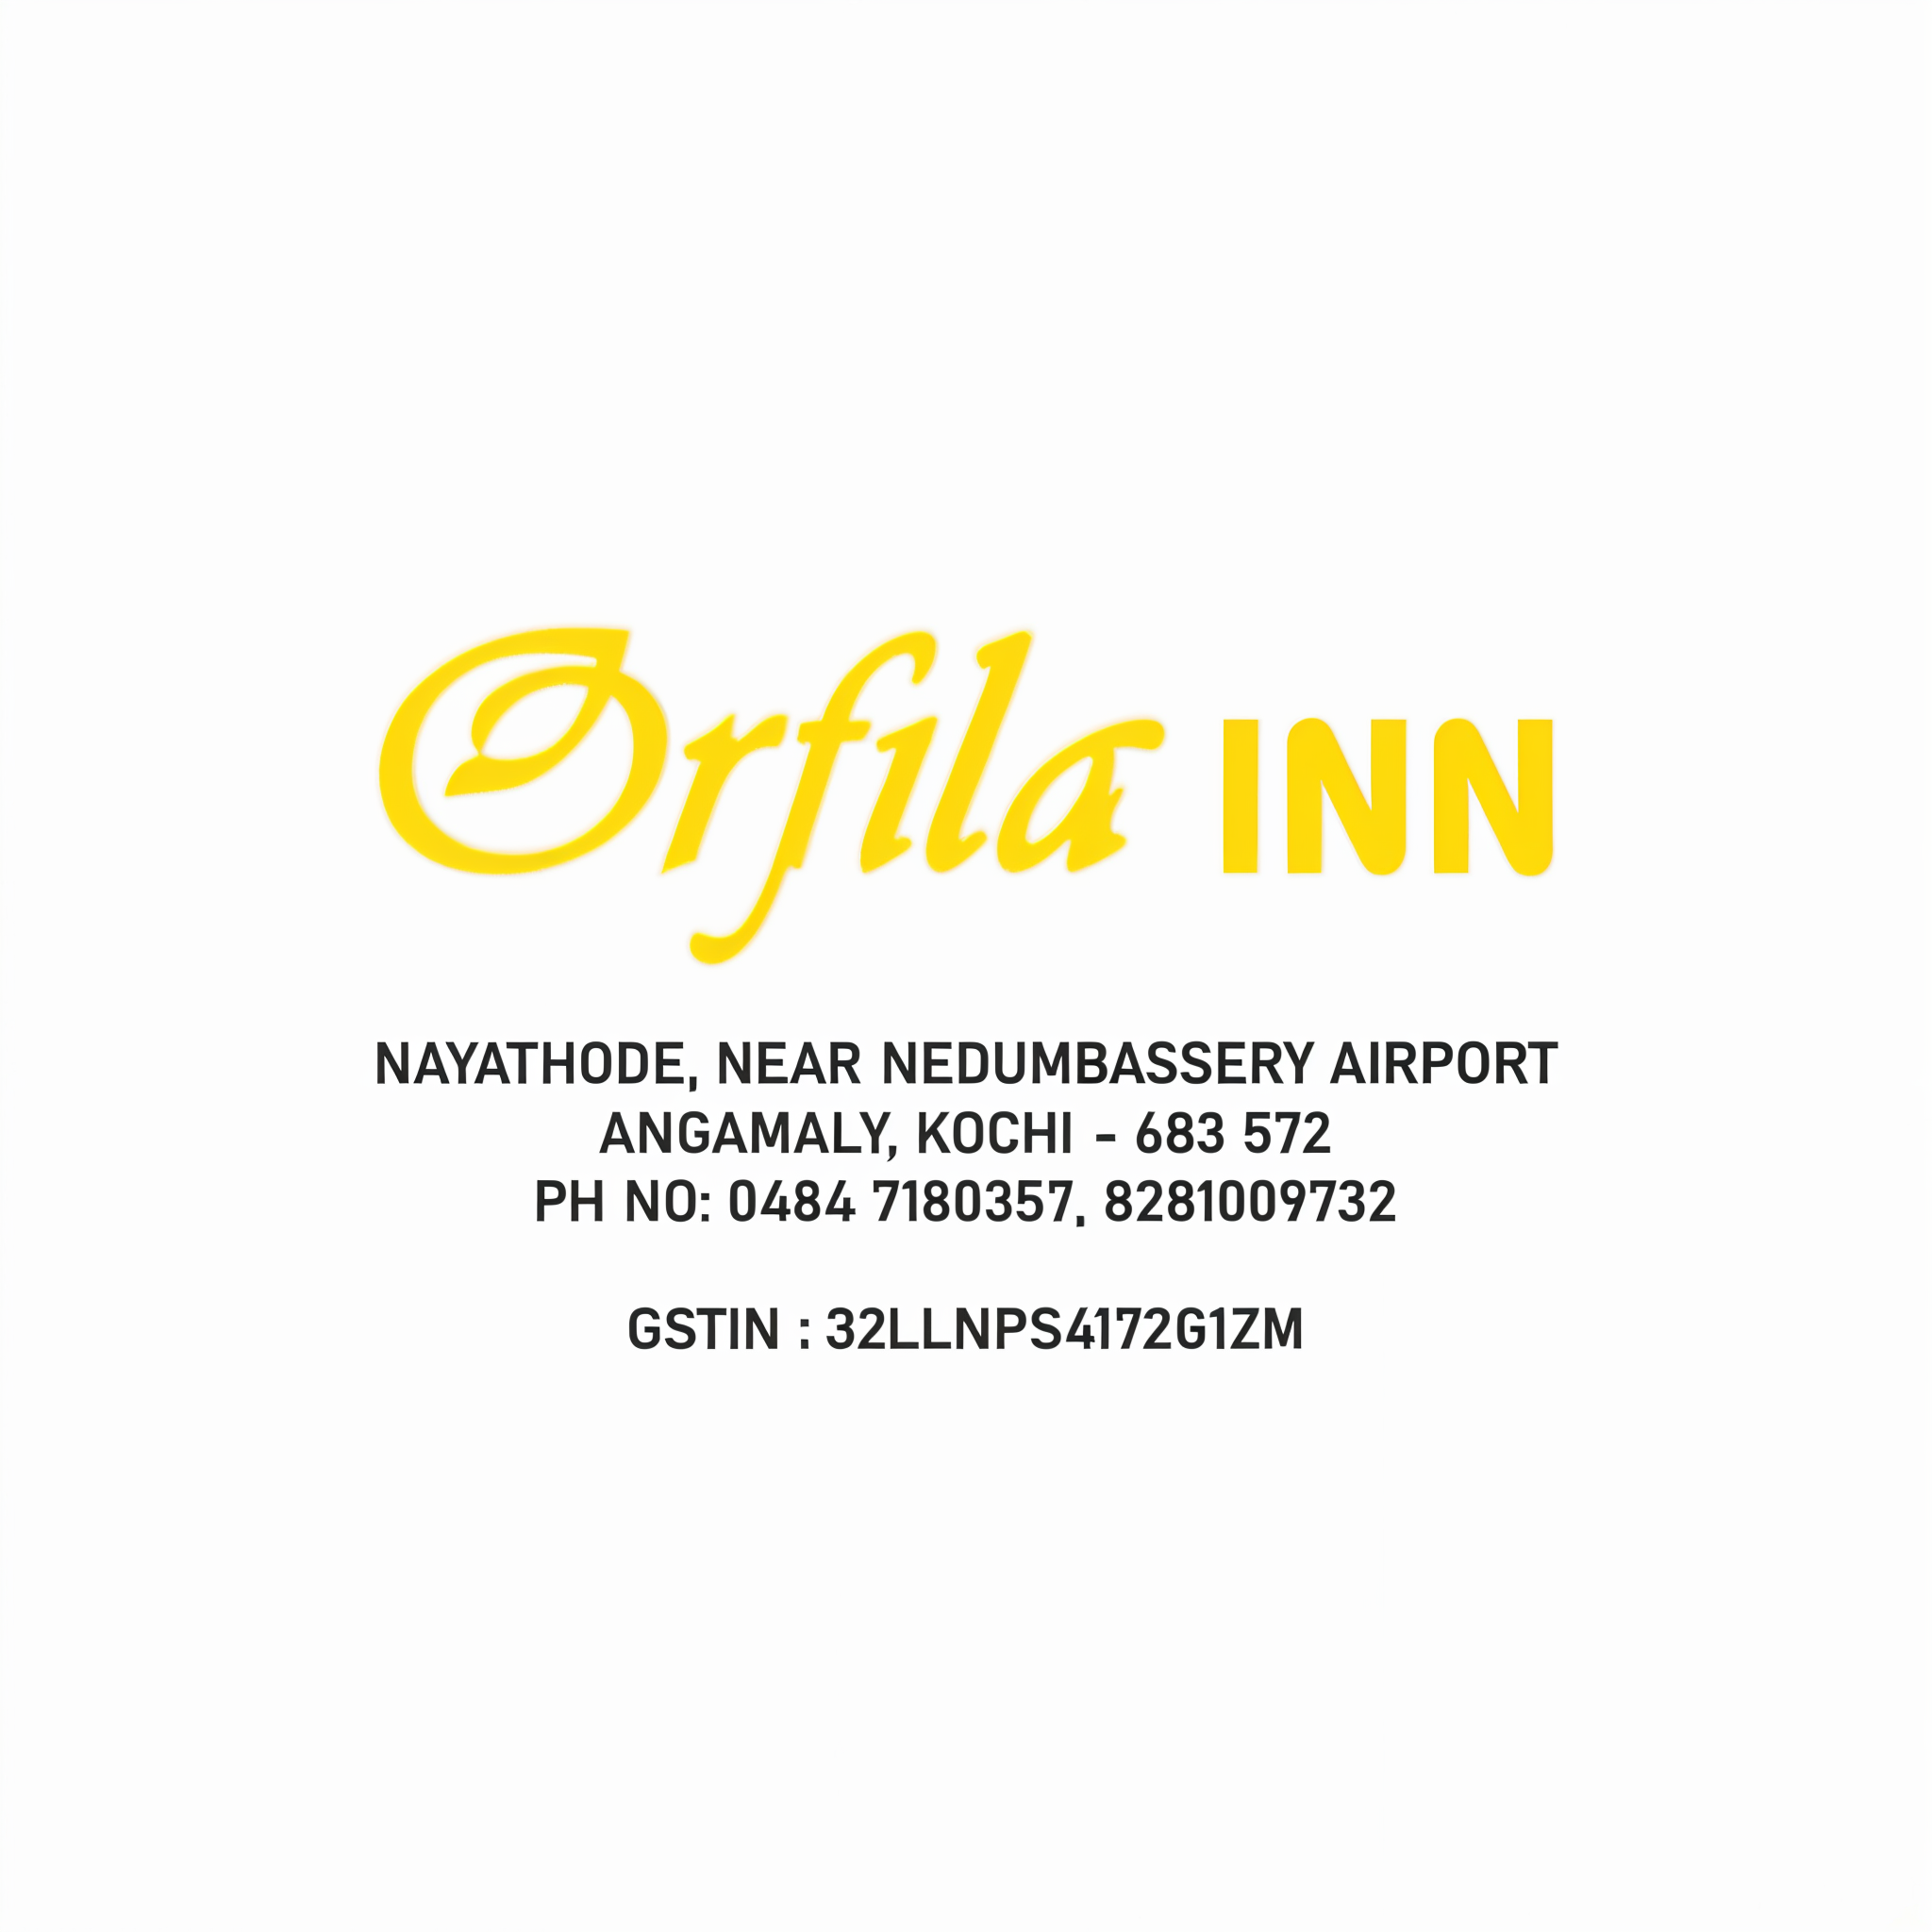 Orfila INN
NAYATHODE, NEAR NEDUMBASSERY AIRPORT
ANGAMALY, KOCHI - 683 572
PH NO: 0484 7180357, 8281009732
GSTIN : 32LLNPS4172G1ZM